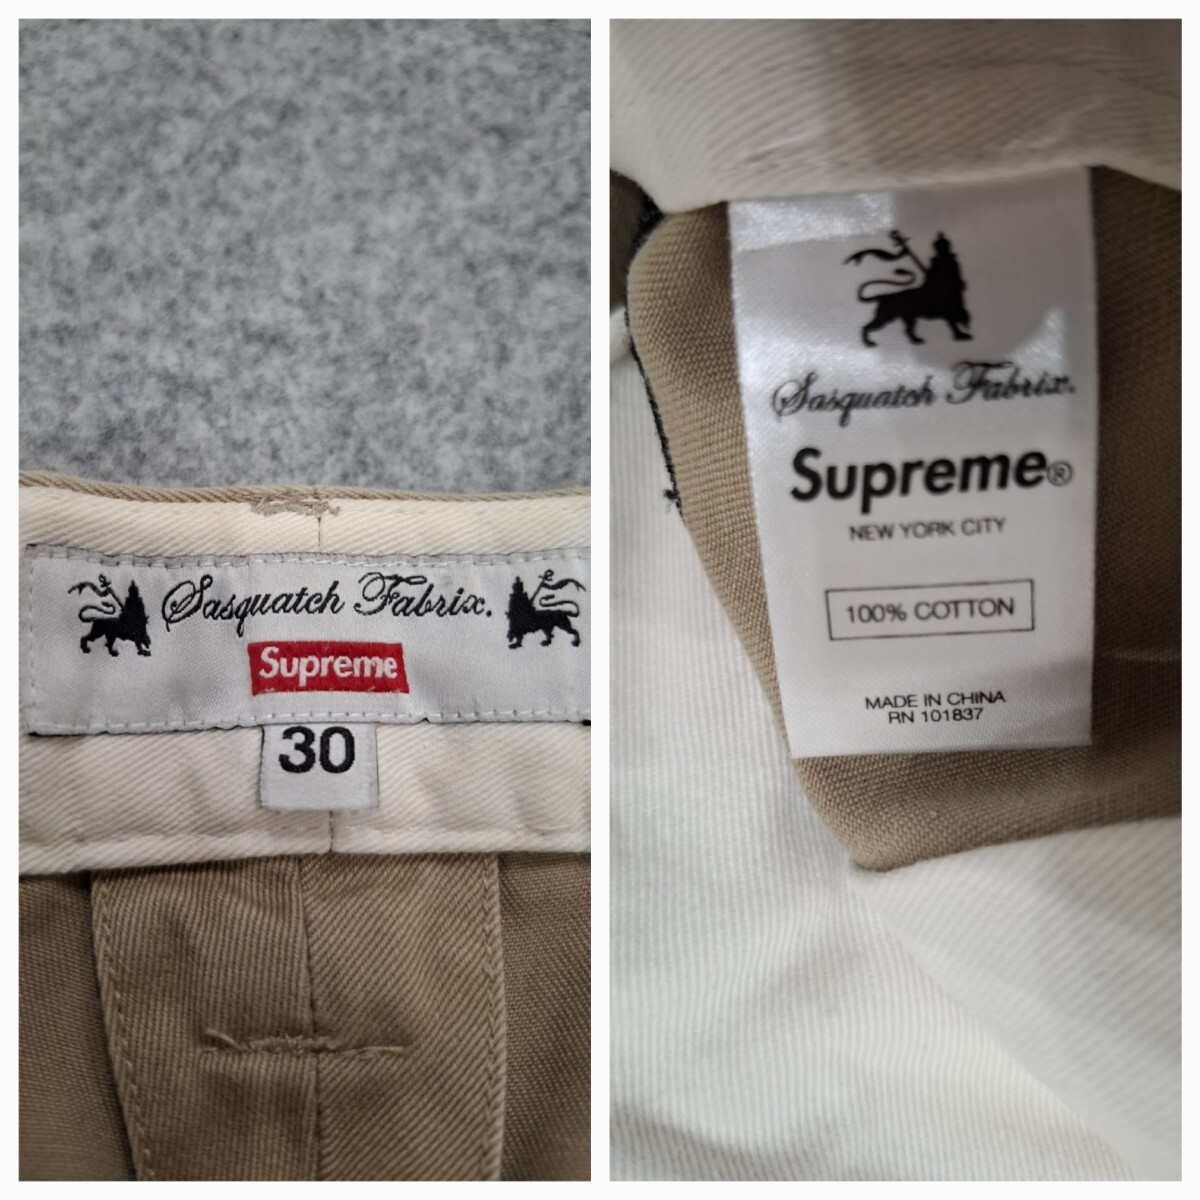 Sasquatch Fabrix.
Supreme
30
Sasquatch Fabrix.
Supreme®
NEW YORK CITY
100% COTTON
MADE IN CHINA
RN 101837